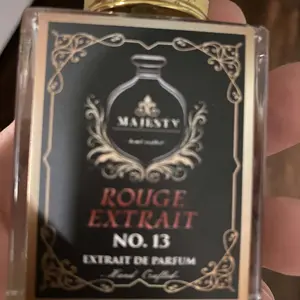 MAJESTY
ROUGE
EXTRAIT
NO. 13
EXTRAIT DE PARFUM
Hand Crafted